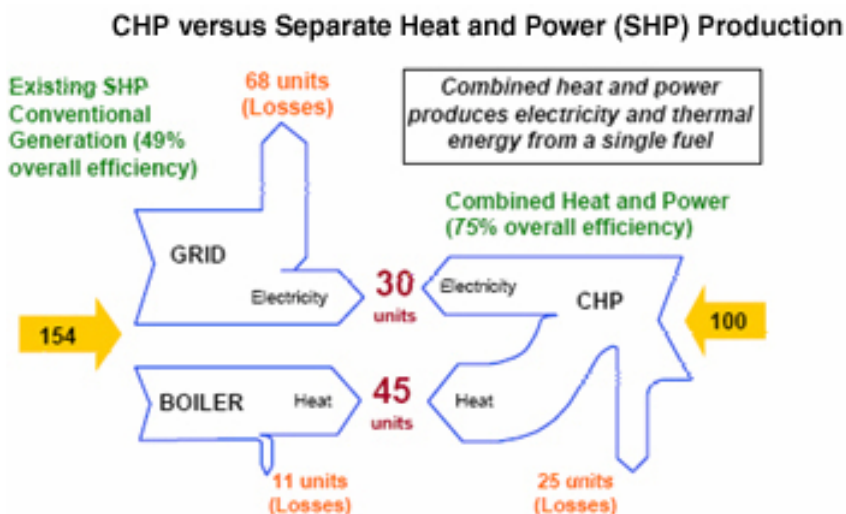 CHP versus Separate Heat and Power (SHP) Production
Existing SHP
Conventional
Generation (49%
overall efficiency)
68 units
(Losses)
Combined heat and power
produces electricity and thermal
energy from a single fuel
Combined Heat and Power
(75% overall efficiency)
GRID
Electricity
30
units
Electricity
CHP
154
100
BOILER
Heat
45
units
Heat
11 units
(Losses)
25 units
(Losses)